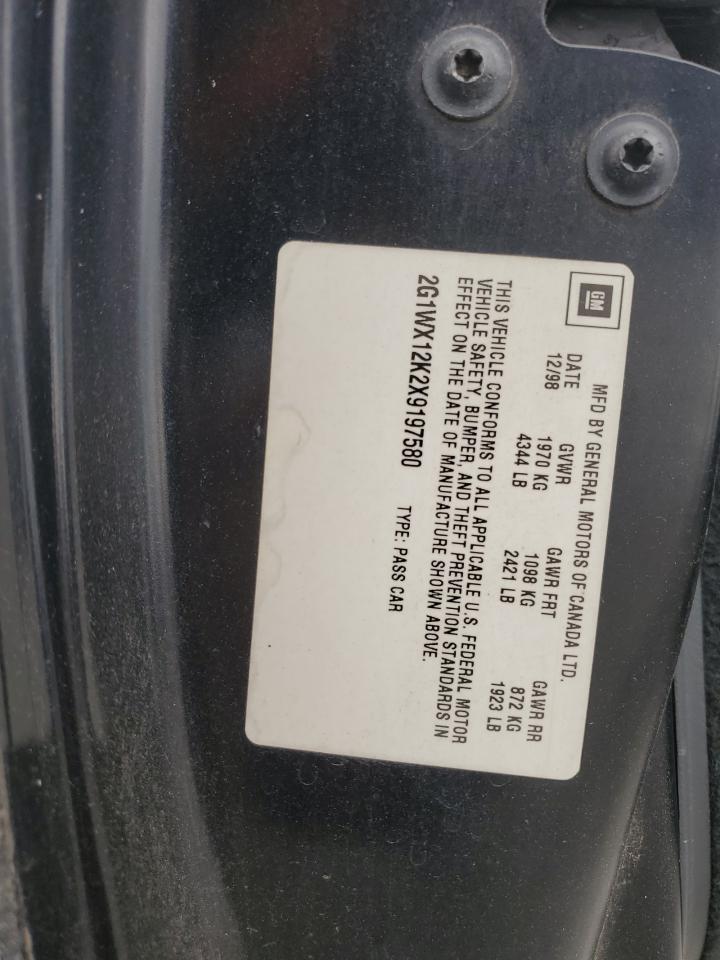 GM
MFD BY GENERAL MOTORS OF CANADA LTD.
DATE GVWR GAWR FRT GAWR RR
12/98 1970 KG 1098 KG 872 KG
4344 LB 2421 LB 1923 LB
THIS VEHICLE CONFORMS TO ALL APPLICABLE U.S. FEDERAL MOTOR
VEHICLE SAFETY, BUMPER, AND THEFT PREVENTION STANDARDS IN
EFFECT ON THE DATE OF MANUFACTURE SHOWN ABOVE.
2G1WX12K2X9197580 TYPE: PASS CAR